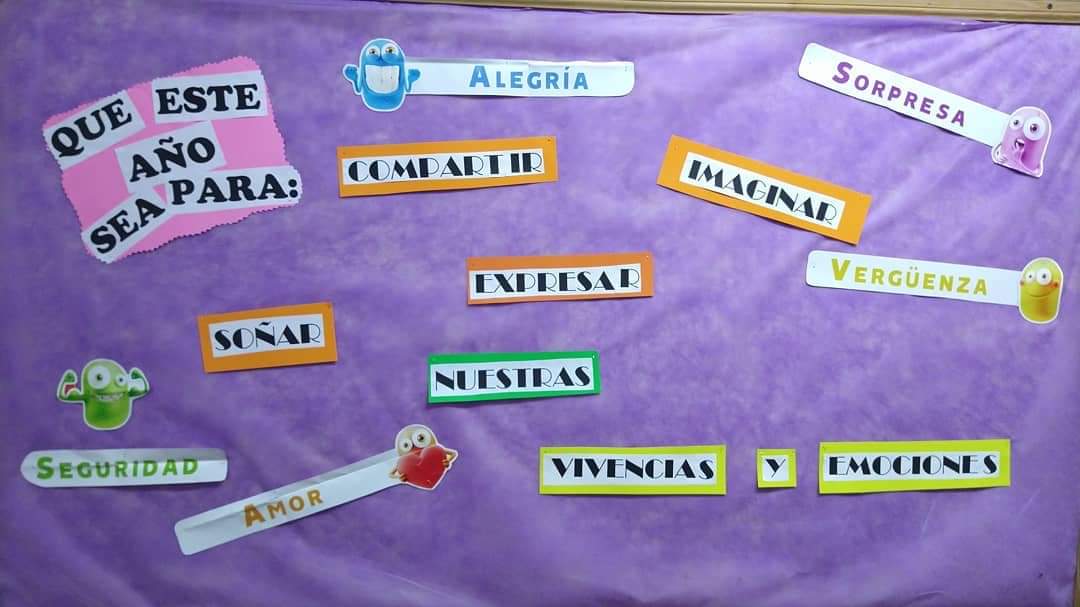 QUE ESTE
AÑO
SEA PARA:
ALEGRÍA
SORPRESA
COMPARTIR
IMAGINAR
EXPRESAR
VERGÜENZA
SOÑAR
NUESTRAS
SEGURIDAD
AMOR
VIVENCIAS Y EMOCIONES